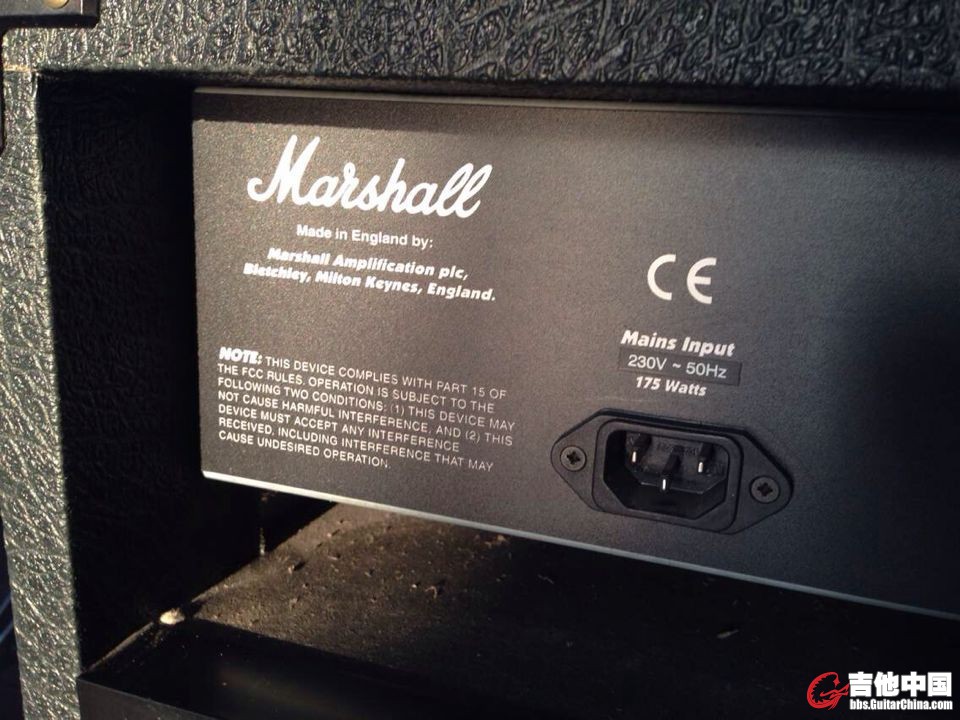 Marshall
Made in England by:
Marshall Amplification plc,
Bletchley, Milton Keynes, England.
NOTE: THIS DEVICE COMPLIES WITH PART 15 OF
THE FCC RULES. OPERATION IS SUBJECT TO THE
FOLLOWING TWO CONDITIONS: (1) THIS DEVICE MAY
NOT CAUSE HARMFUL INTERFERENCE, AND (2) THIS
DEVICE MUST ACCEPT ANY INTERFERENCE
RECEIVED, INCLUDING INTERFERENCE THAT MAY
CAUSE UNDESIRED OPERATION.
CE
Mains Input
230V ~ 50Hz
175 Watts
吉他中国
bbs.GuitarChina.com